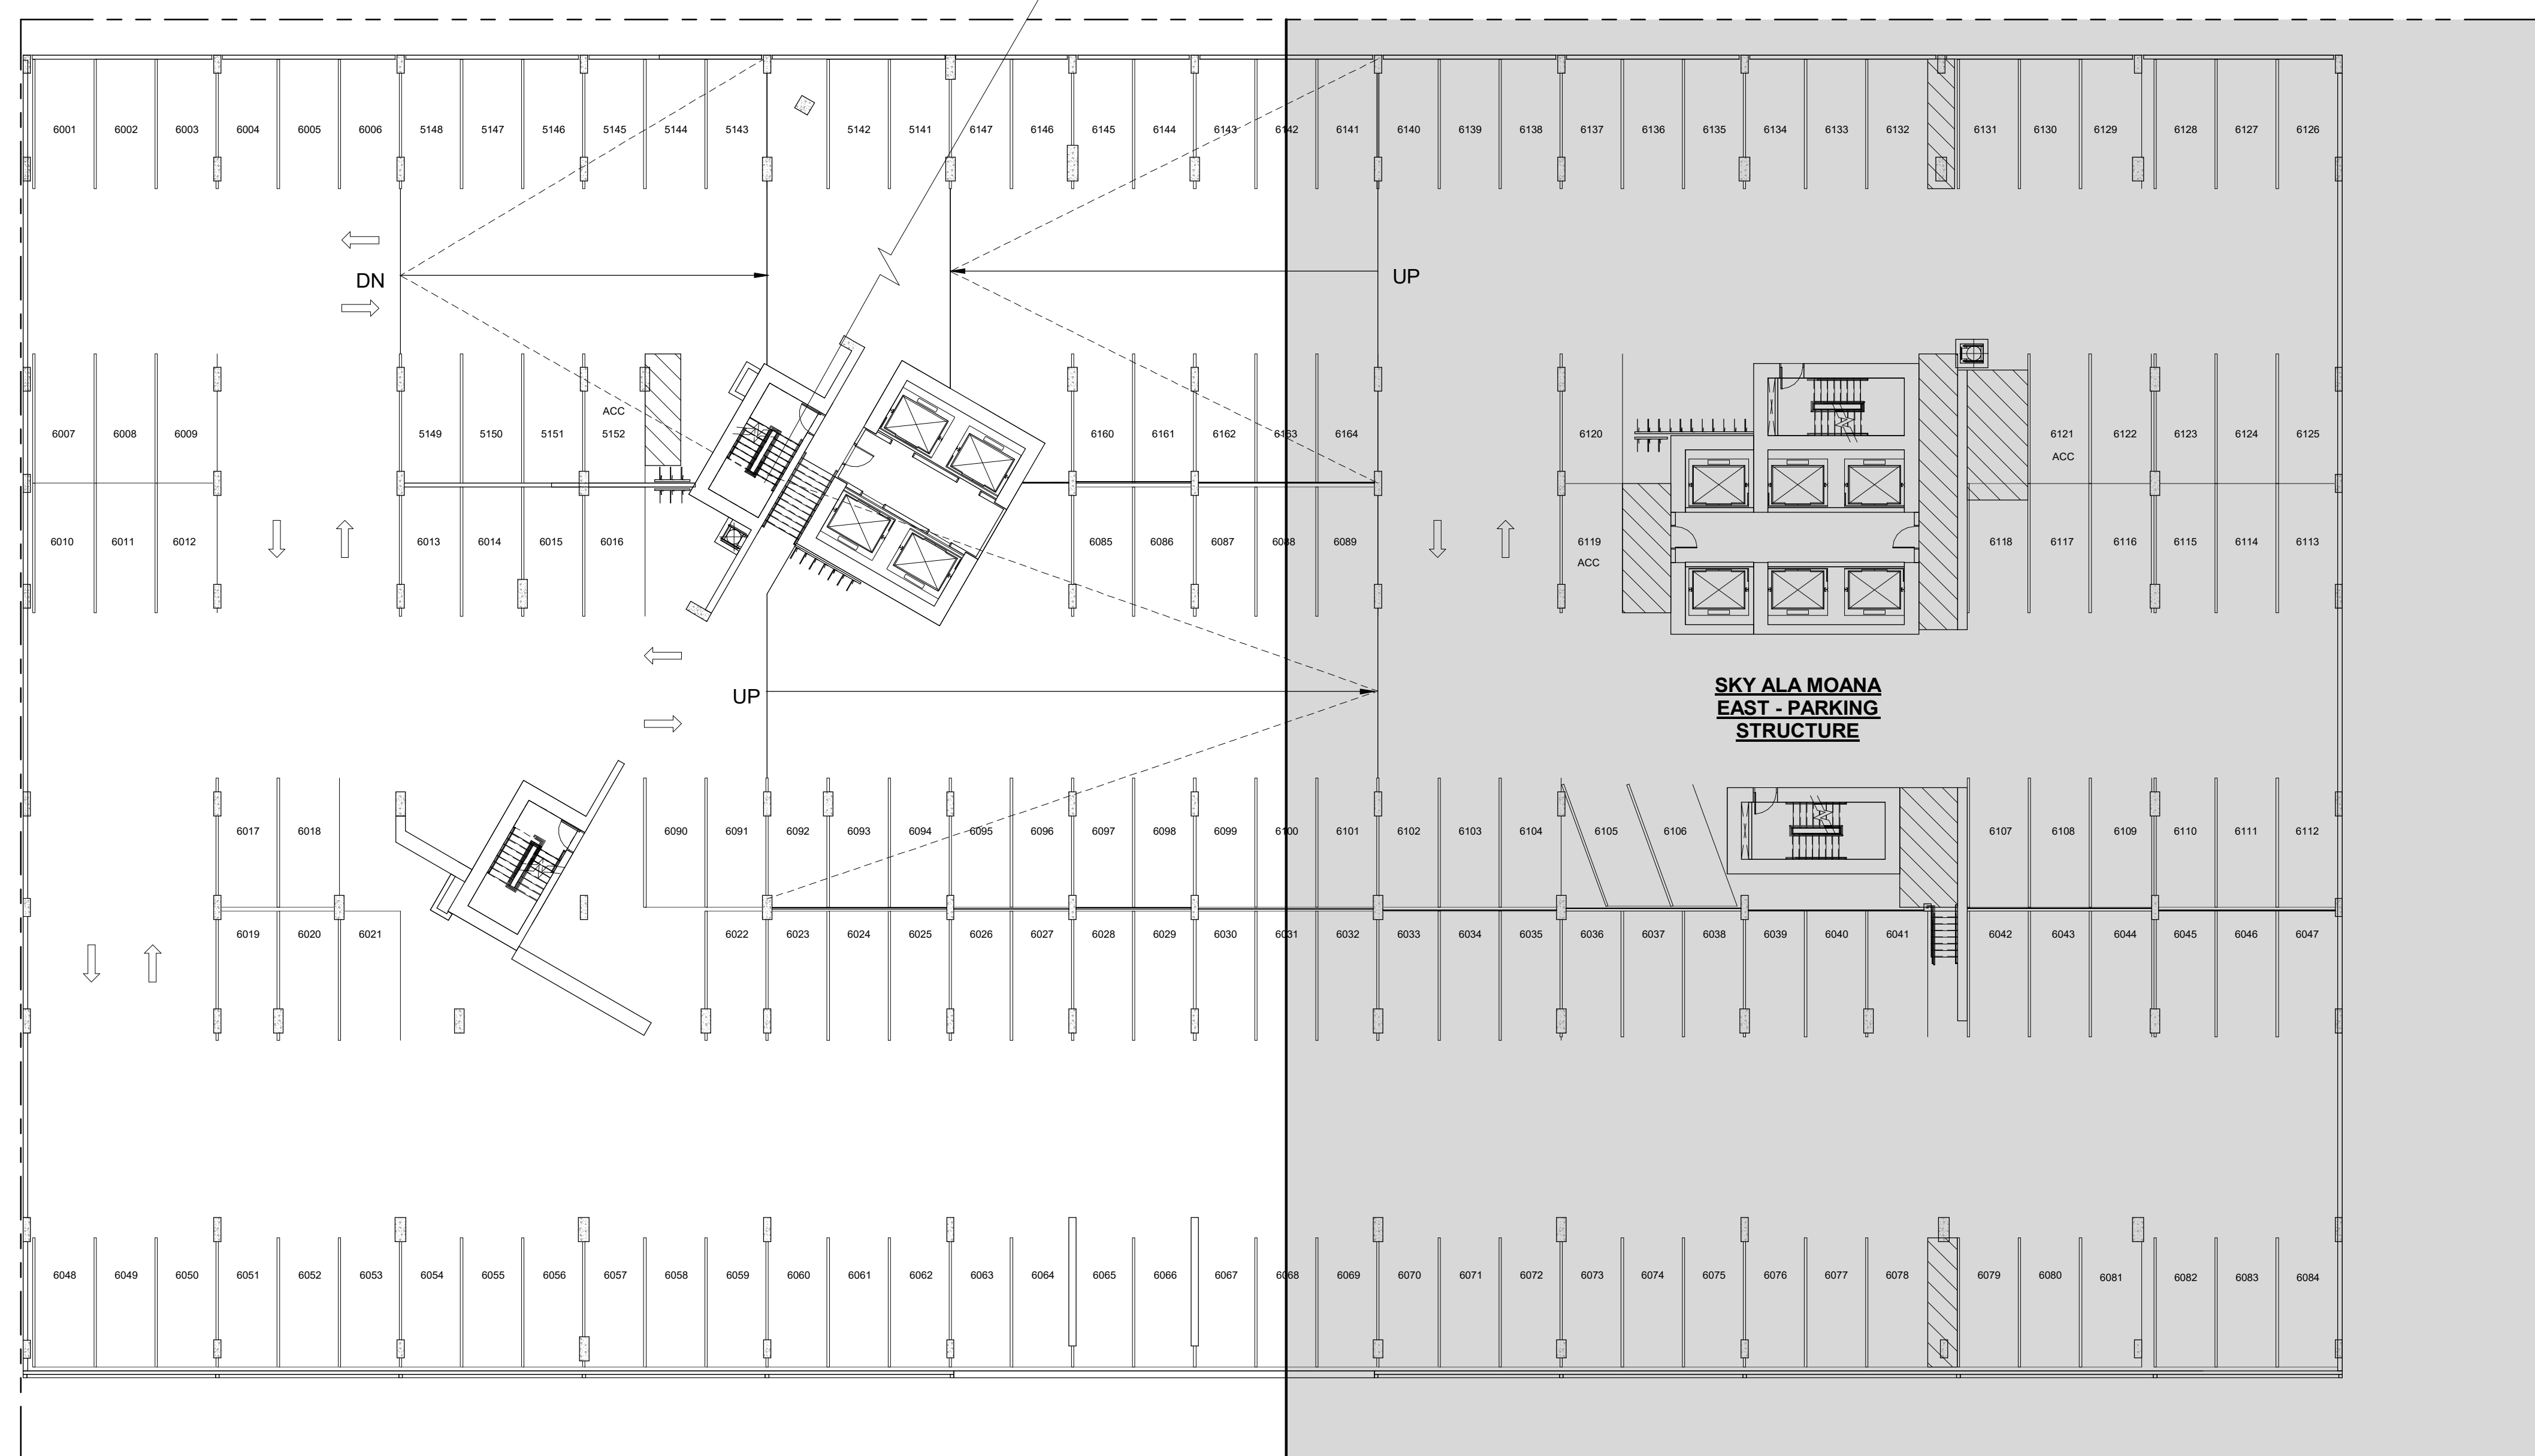 6001 6002 6003 6004 6005 6006 5148 5147 5146 5145 5144 5143 5142 5141 6147 6146 6145 6144 6143 6142 6141 6140 6139 6138 6137 6136 6135 6134 6133 6132 6131 6130 6129 6128 6127 6126
DN UP
ACC
6007 6008 6009 5149 5150 5151 5152 6160 6161 6162 6163 6164 6120 6121 6122 6123 6124 6125
ACC
6010 6011 6012 6013 6014 6015 6016 6085 6086 6087 6088 6089 6119 6118 6117 6116 6115 6114 6113
ACC
UP
SKY ALA MOANA
EAST - PARKING
STRUCTURE
6017 6018 6090 6091 6092 6093 6094 6095 6096 6097 6098 6099 6100 6101 6102 6103 6104 6105 6106 6107 6108 6109 6110 6111 6112
6019 6020 6021 6022 6023 6024 6025 6026 6027 6028 6029 6030 6031 6032 6033 6034 6035 6036 6037 6038 6039 6040 6041 6042 6043 6044 6045 6046 6047
6048 6049 6050 6051 6052 6053 6054 6055 6056 6057 6058 6059 6060 6061 6062 6063 6064 6065 6066 6067 6068 6069 6070 6071 6072 6073 6074 6075 6076 6077 6078 6079 6080 6081 6082 6083 6084